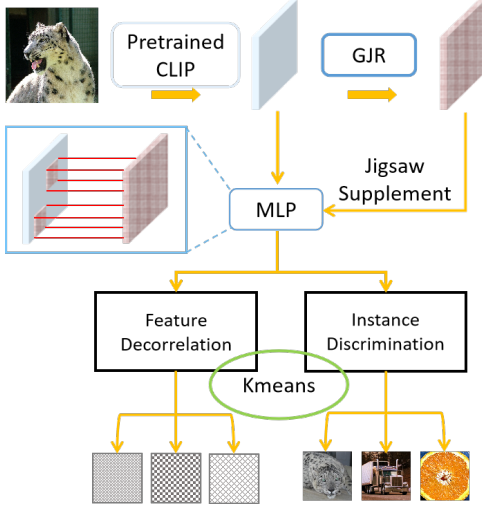 Pretrained
CLIP
GJR
Jigsaw
Supplement
MLP
Feature
Decorrelation
Instance
Discrimination
Kmeans